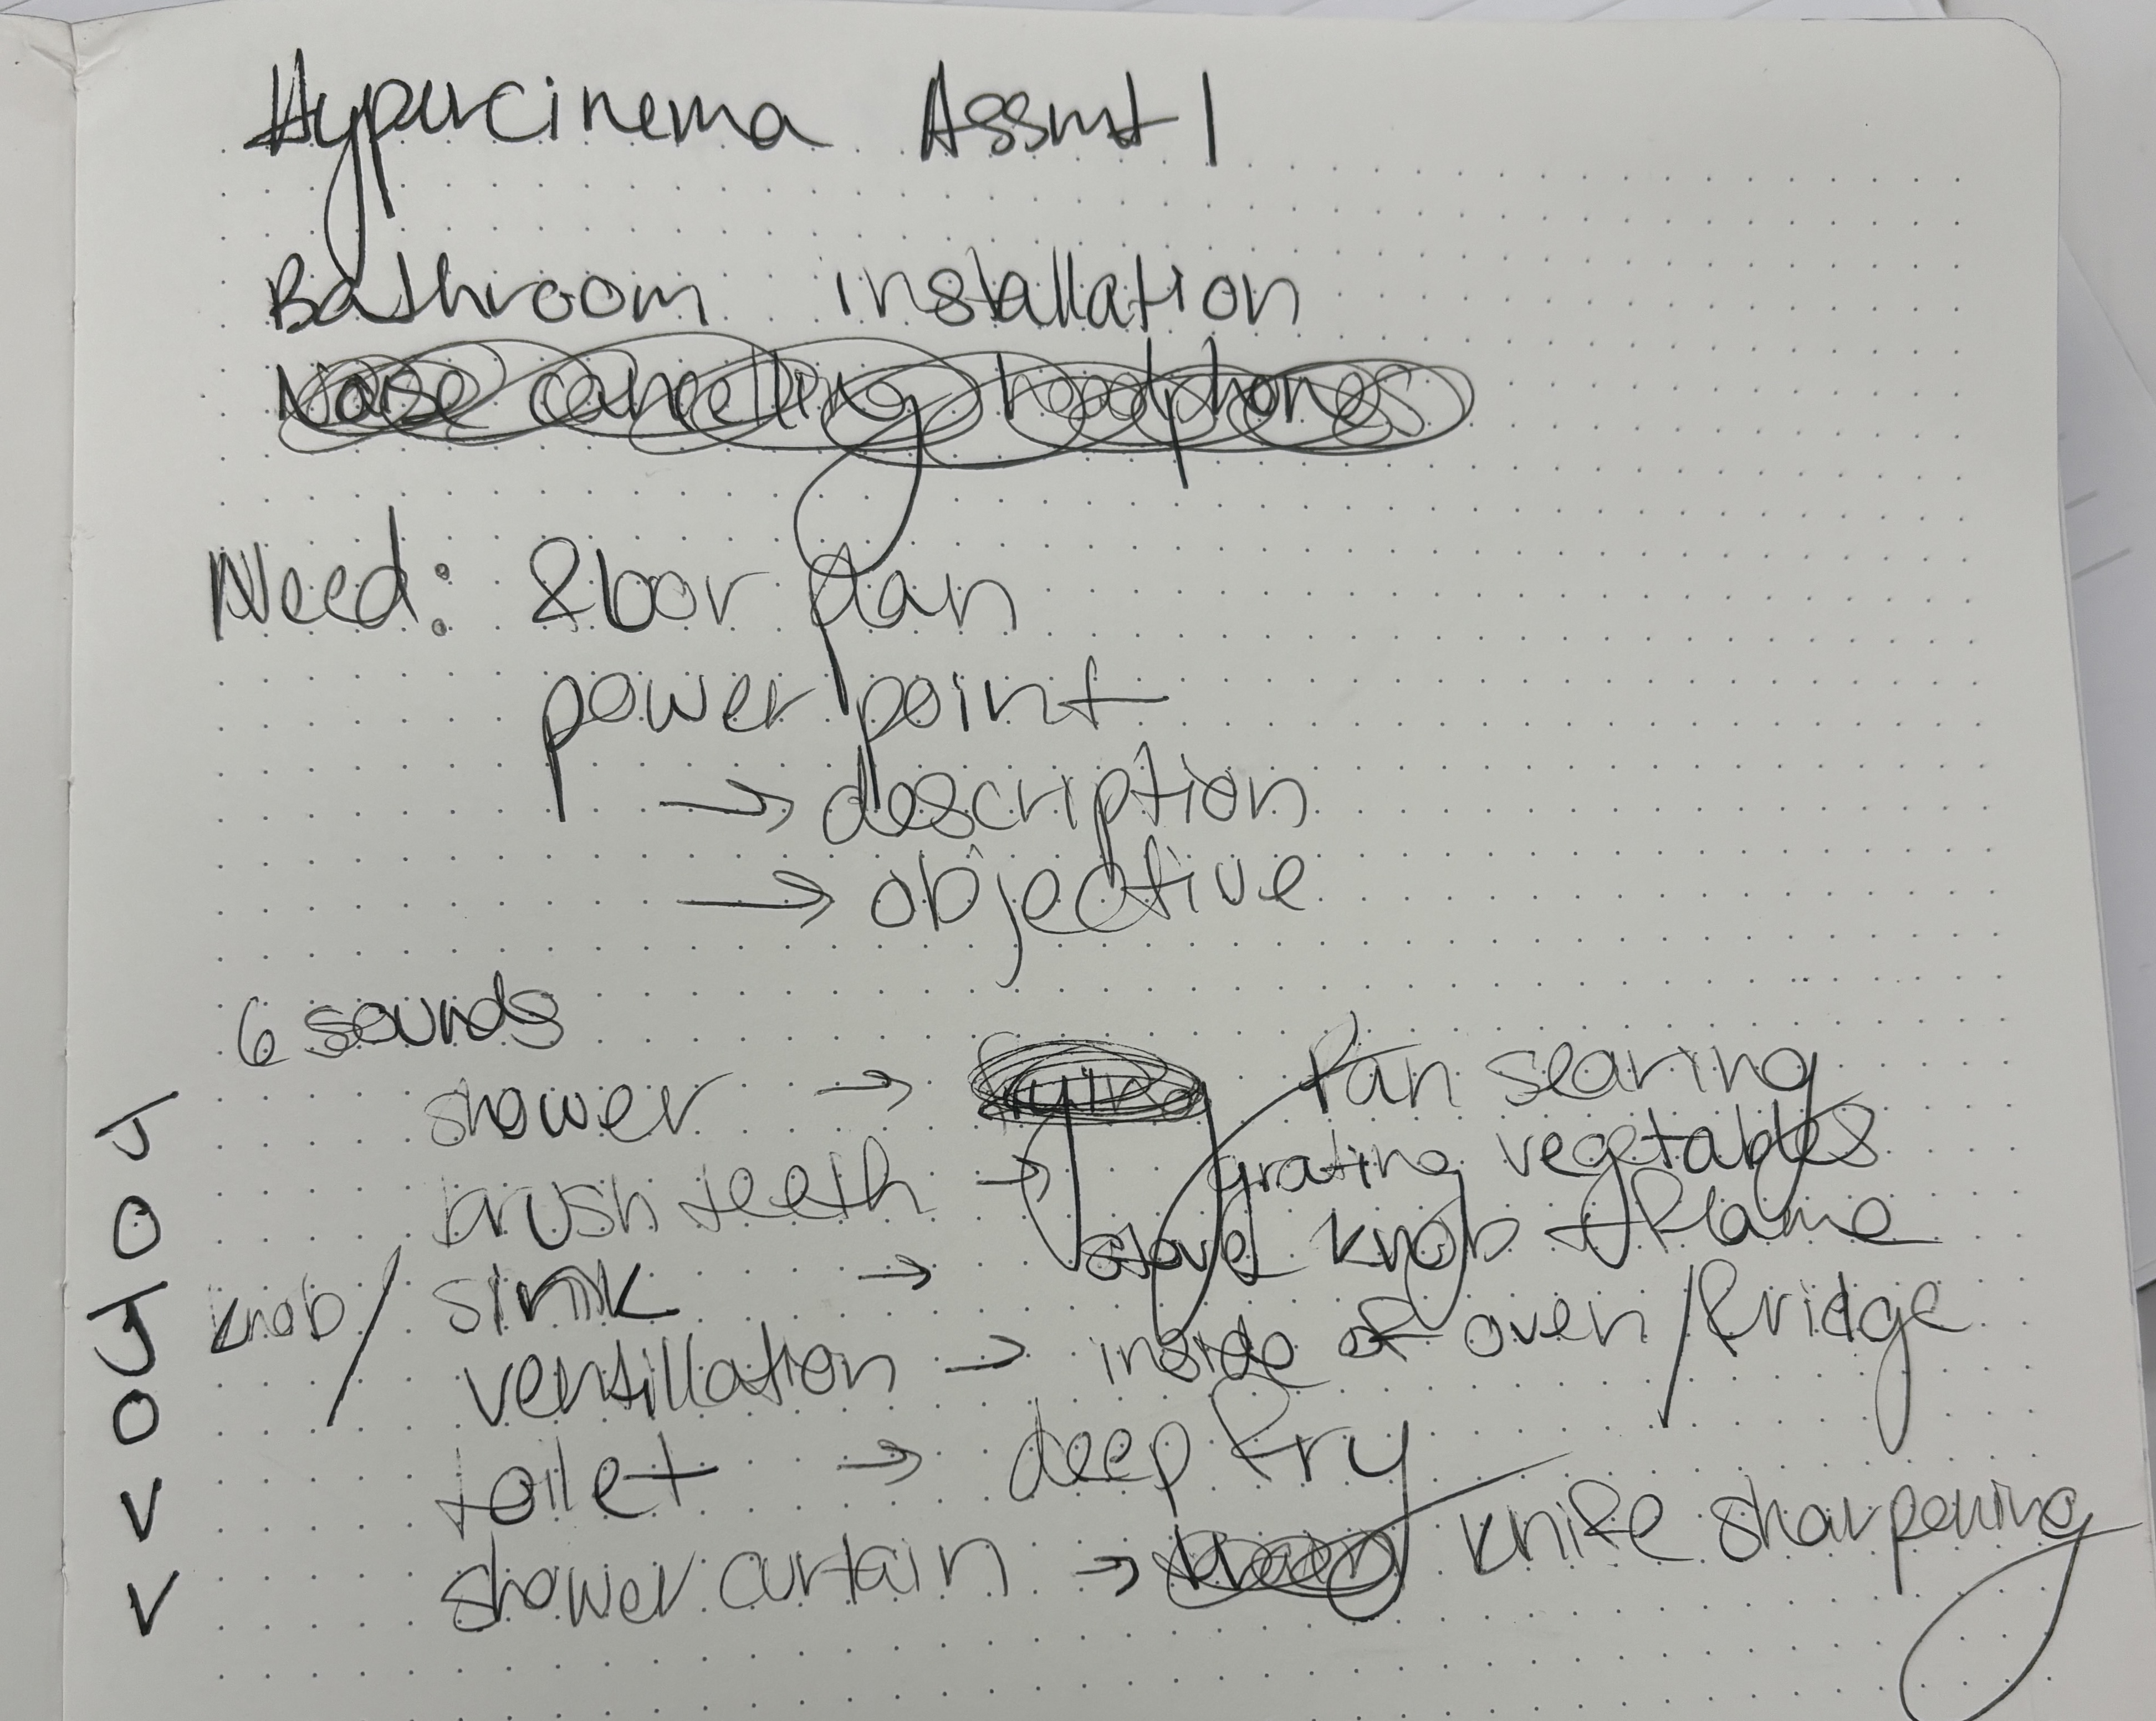 Hypercinema Assmt 1
Bathroom installation
Noise cancelling headphones
Need: floor plan
power point
→ description
→ objective
6 sounds
J shower → frying Pan searing
O brush teeth → grating vegetables
J knob / sink → stove knob + flame
O ventillation → inside of oven / fridge
V toilet → deep fry
V shower curtain → knife sharpening